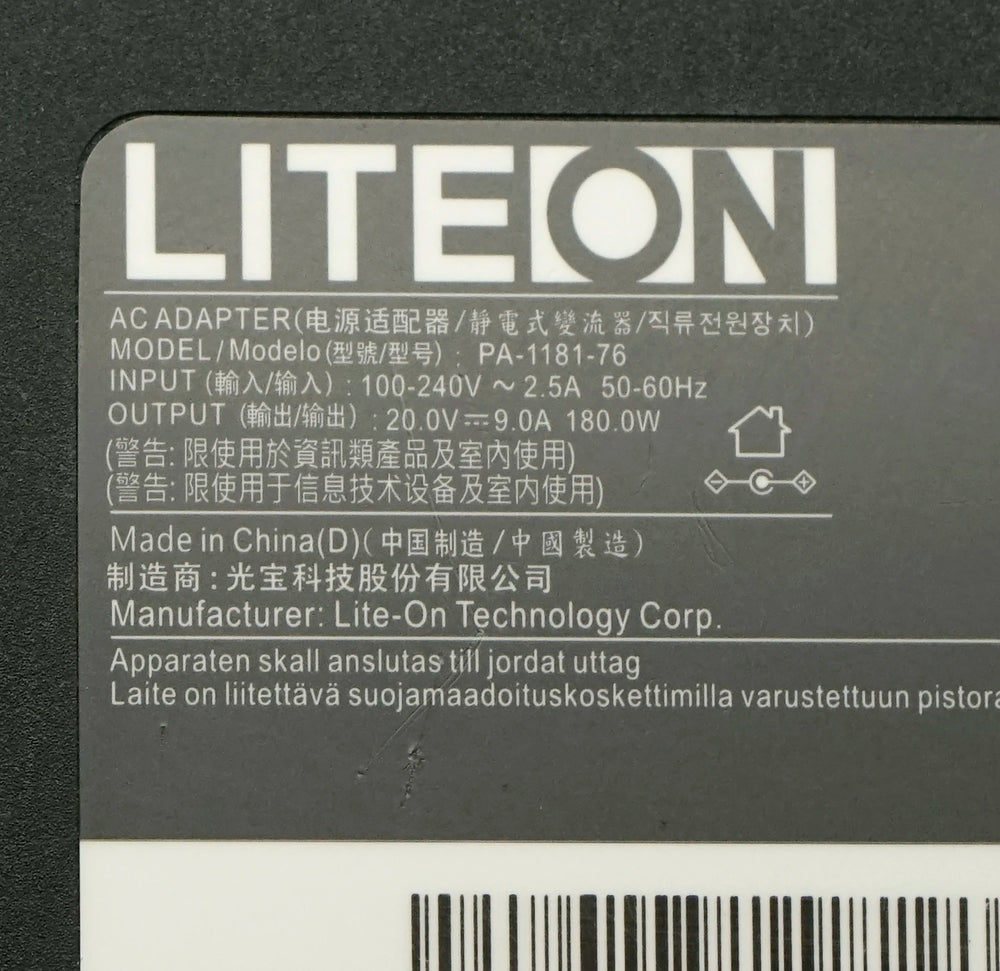 LITEON
AC ADAPTER(电源适配器/靜電式變流器/직류전원장치)
MODEL/Modelo(型號/型号) : PA-1181-76
INPUT (輸入/输入) : 100-240V ~ 2.5A 50-60Hz
OUTPUT (輸出/输出) : 20.0V⎓9.0A 180.0W
(警告: 限使用於資訊類產品及室內使用)
(警告: 限使用于信息技术设备及室内使用)
Made in China(D)(中国制造/中國製造)
制造商:光宝科技股份有限公司
Manufacturer: Lite-On Technology Corp.
Apparaten skall anslutas till jordat uttag
Laite on liitettävä suojamaadoituskoskettimilla varustettuun pistora